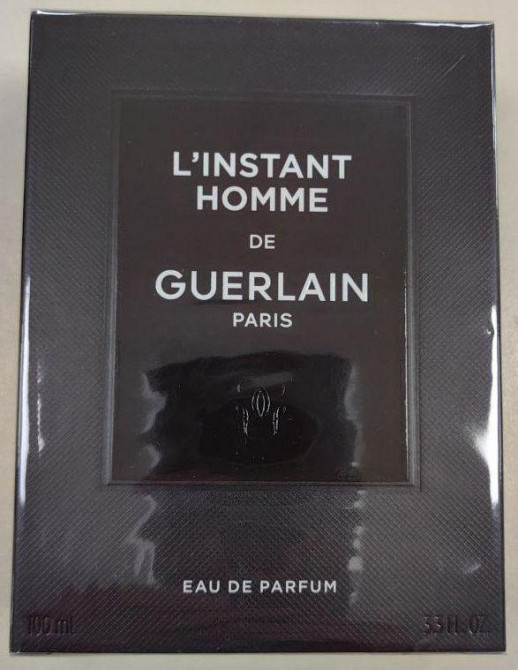 L'INSTANT
HOMME
DE
GUERLAIN
PARIS
EAU DE PARFUM
100 ml
3.3 FL. OZ.